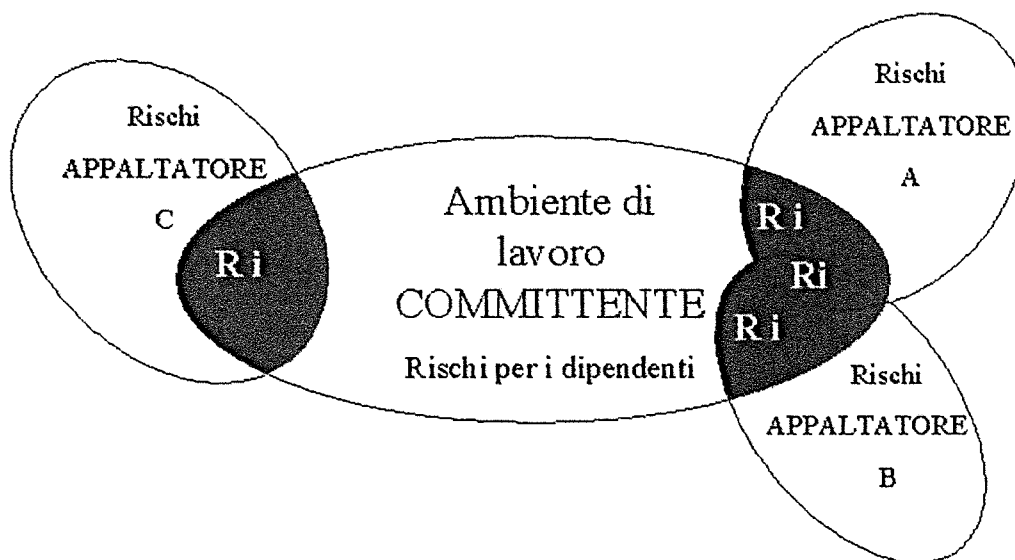 Rischi
APPALTATORE
C
R i
Ambiente di
lavoro
COMMITTENTE
Rischi per i dipendenti
Rischi
APPALTATORE
A
R i
Ri
R i
Rischi
APPALTATORE
B